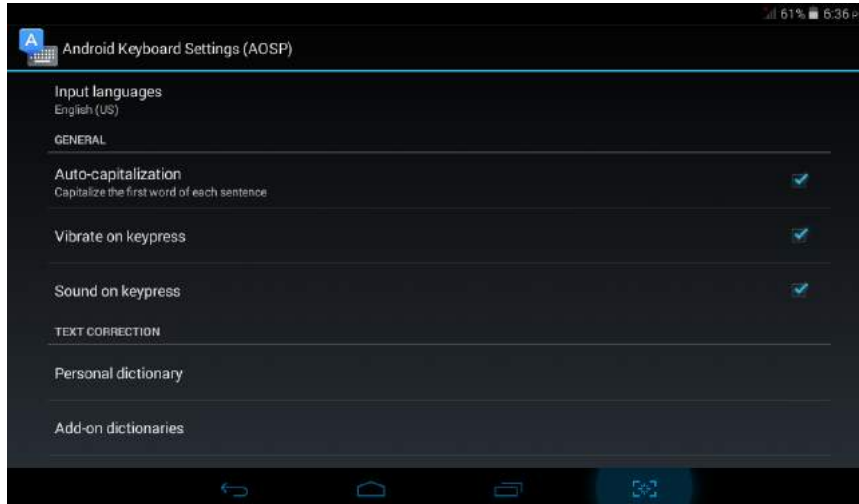 61% 6:36 P
A
Android Keyboard Settings (AOSP)
Input languages
English (US)
GENERAL
Auto-capitalization
Capitalize the first word of each sentence
Vibrate on keypress
Sound on keypress
TEXT CORRECTION
Personal dictionary
Add-on dictionaries